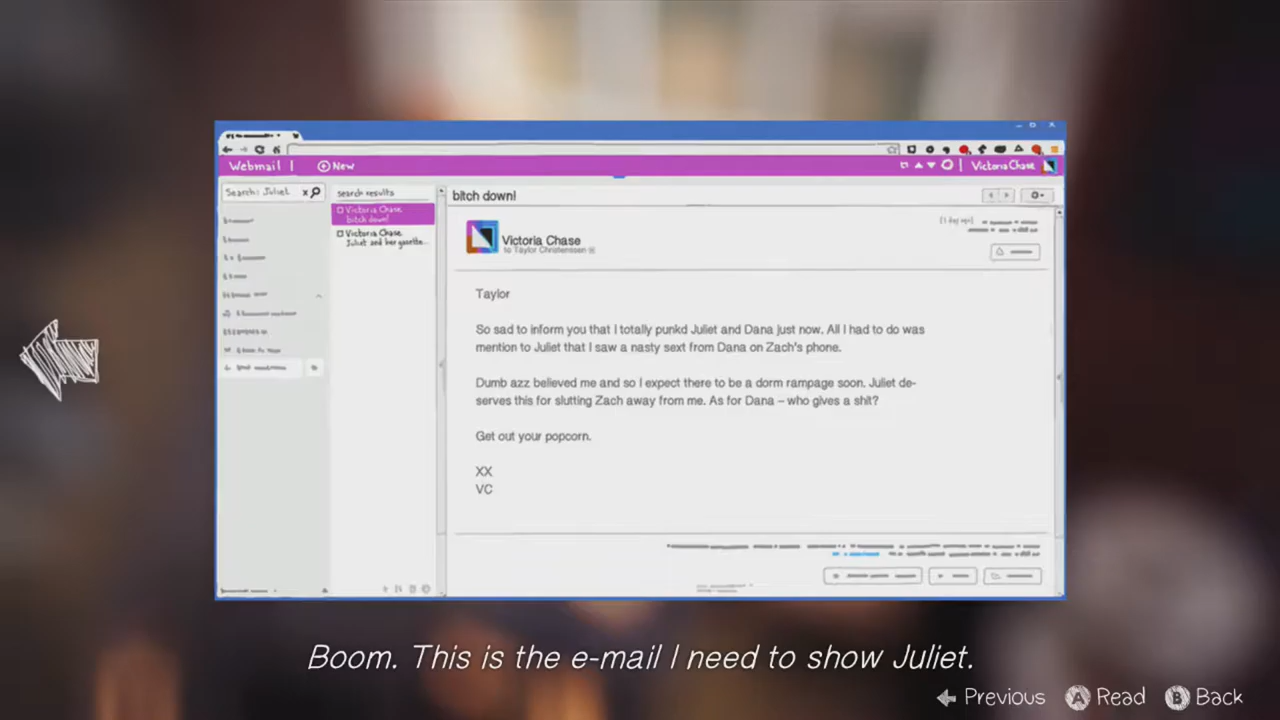 Webmail |
New
Victoria Chase
Search: Juliet x
search results
Victoria Chase
bitch down!
Victoria Chase
Juliet and her gazette...
bitch down!
Victoria Chase
to Taylor Christenssen
(1 day ago)
Taylor
So sad to inform you that I totally punkd Juliet and Dana just now. All I had to do was
mention to Juliet that I saw a nasty sext from Dana on Zach's phone.
Dumb azz believed me and so I expect there to be a dorm rampage soon. Juliet de-
serves this for slutting Zach away from me. As for Dana – who gives a shit?
Get out your popcorn.
XX
VC
Boom. This is the e-mail I need to show Juliet.
Previous A Read B Back